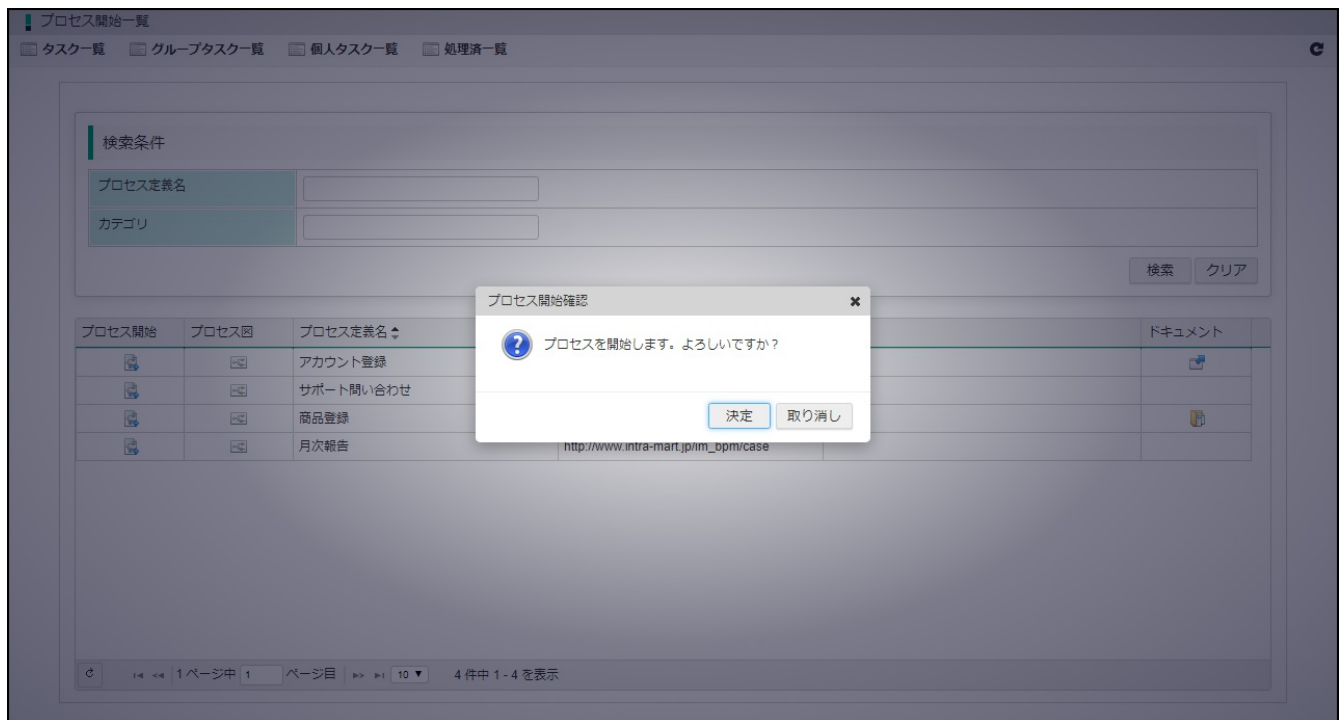 プロセス開始一覧
タスク一覧 グループタスク一覧 個人タスク一覧 処理済一覧
検索条件
プロセス定義名
カテゴリ
検索 クリア
プロセス開始確認
プロセスを開始します。よろしいですか？
決定 取り消し
プロセス開始 プロセス図 プロセス定義名 ドキュメント
アカウント登録
サポート問い合わせ
商品登録
月次報告 http://www.intra-mart.jp/im_bpm/case
1 ページ中 1 ページ目 10 4 件中 1 - 4 を表示